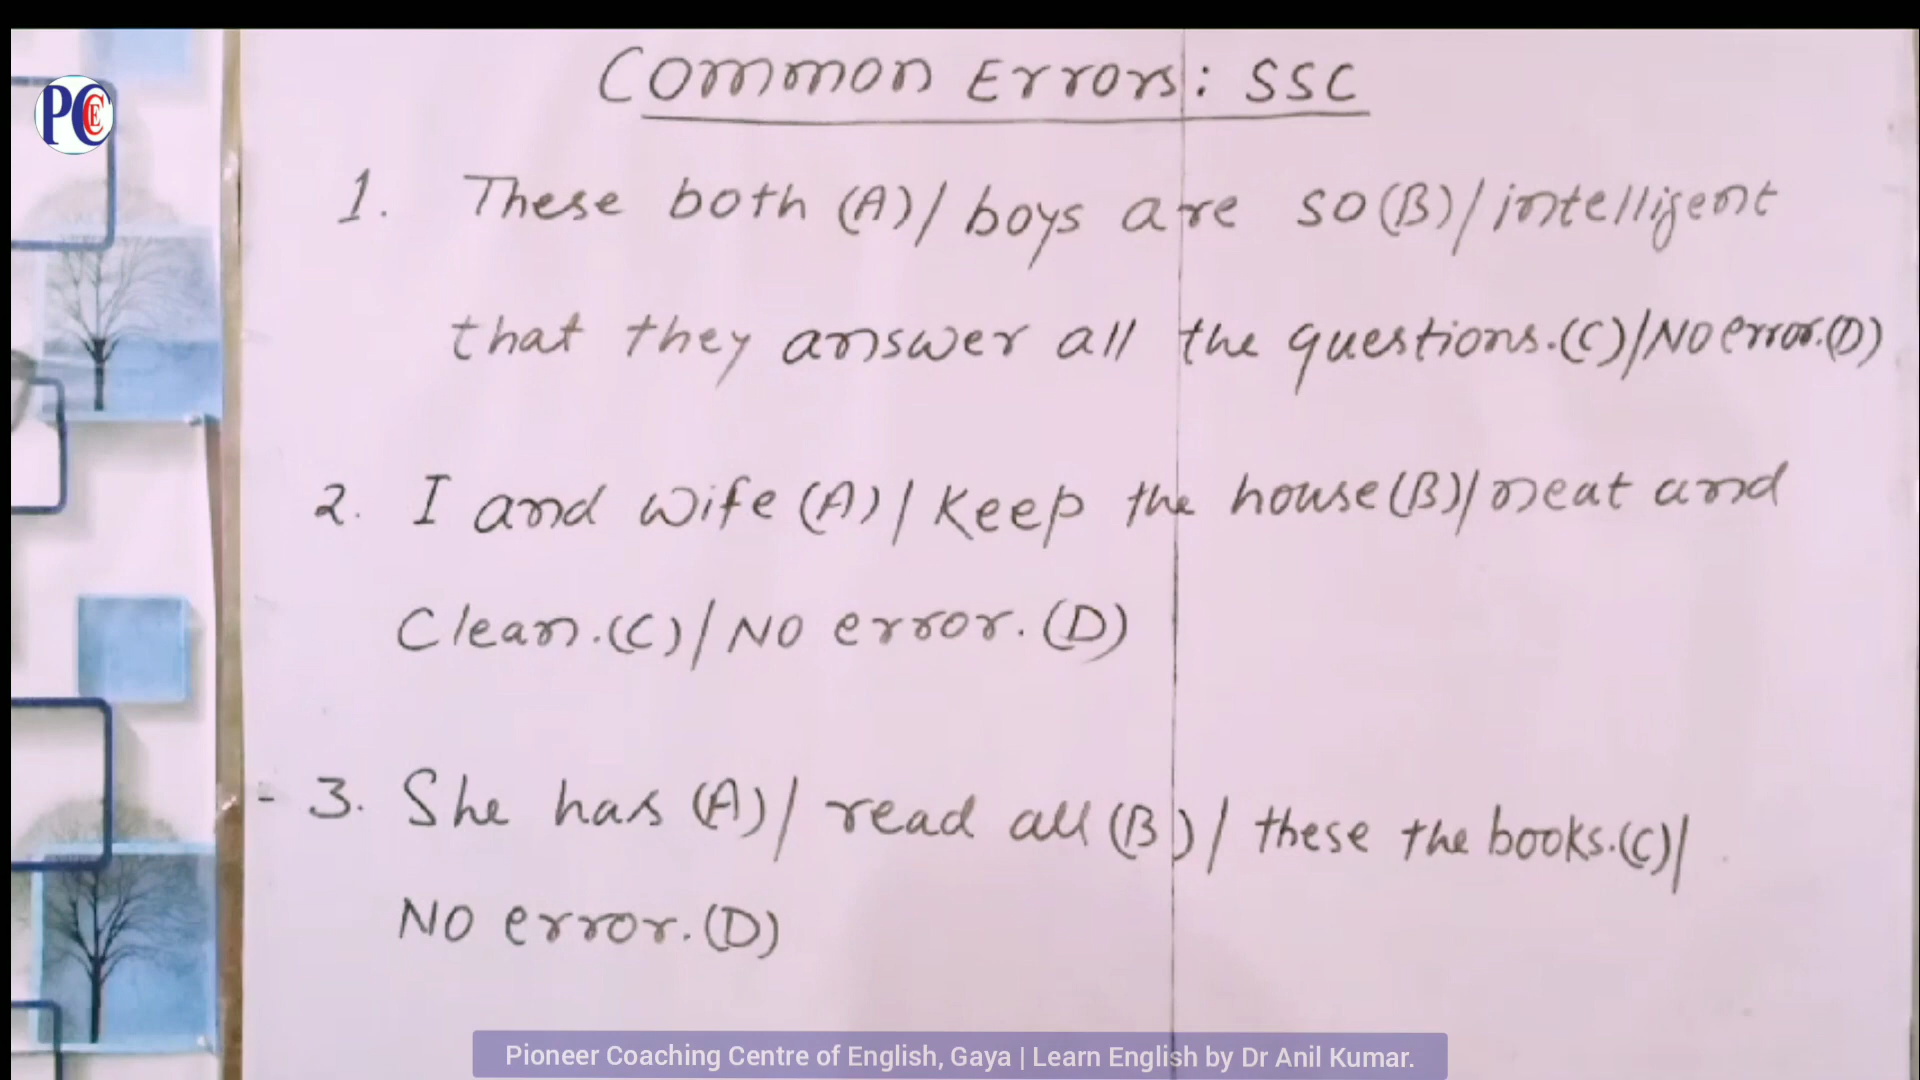 PCCE
Common Errors: SSC
1. These both (A)/ boys are so (B)/ intelligent
that they answer all the questions.(C)/ No error.(D)
2. I and wife (A)/ Keep the house (B)/ neat and
Clean.(C)/ No error.(D)
- 3. She has (A)/ read all (B)/ these the books.(C)/
No error.(D)
Pioneer Coaching Centre of English, Gaya | Learn English by Dr Anil Kumar.